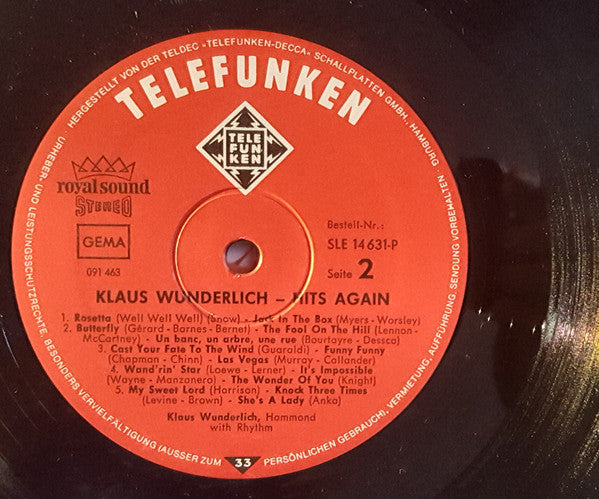 URHEBER- UND LEISTUNGSSCHUTZRECHTE · HERGESTELLT VON DER TELDEC »TELEFUNKEN-DECCA« SCHALLPLATTEN GMBH, HAMBURG
TELEFUNKEN
TELE
FUN
KEN
royal sound
STEREO
GEMA
091 463
Bestell-Nr.:
SLE 14 631-P
Seite 2
KLAUS WUNDERLICH – HITS AGAIN
1. Rosetta (Well Well Well) (Snow) - Jack In The Box (Myers - Worsley)
2. Butterfly (Gérard - Barnes - Bernet) - The Fool On The Hill (Lennon -
McCartney) - Un banc, un arbre, une rue (Bourtayre - Dessca)
3. Cast Your Fate To The Wind (Guaraldi) - Funny Funny
(Chapman - Chinn) - Las Vegas (Murray - Callander)
4. Wand'rin' Star (Loewe - Lerner) - It's Impossible
(Wayne - Manzanero) - The Wonder Of You (Knight)
5. My Sweet Lord (Harrison) - Knock Three Times
(Levine - Brown) - She's A Lady (Anka)
Klaus Wunderlich, Hammond
with Rhythm
VORBEHALTEN · BESONDERS VERVIELFÄLTIGUNG (AUSSER ZUM
33
PERSÖNLICHEN GEBRAUCH), VERMIETUNG, AUFFÜHRUNG, SENDUNG